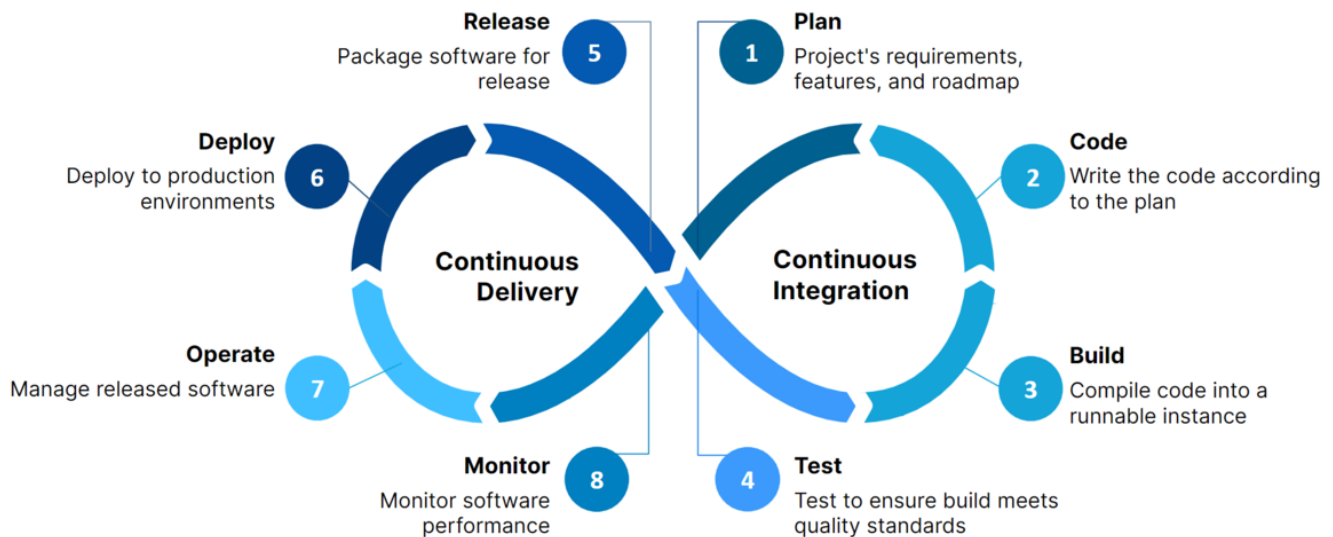 Release
Package software for
release
5
1
Plan
Project's requirements,
features, and roadmap
Deploy
Deploy to production
environments
6
2
Code
Write the code according
to the plan
Continuous
Delivery
Continuous
Integration
Operate
Manage released software
7
3
Build
Compile code into a
runnable instance
Monitor
Monitor software
performance
8
4
Test
Test to ensure build meets
quality standards